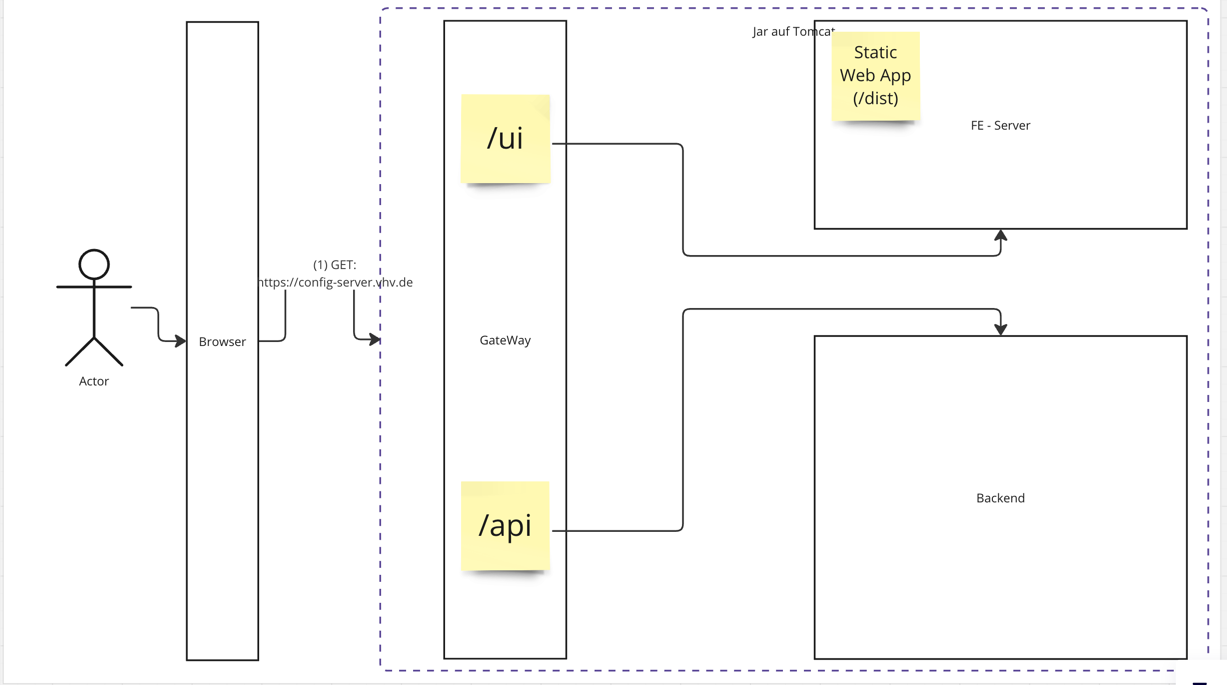 Jar auf Tomcat
Static
Web App
(/dist)
FE - Server
/ui
(1) GET:
https://config-server.vhv.de
GateWay
Browser
Actor
/api
Backend